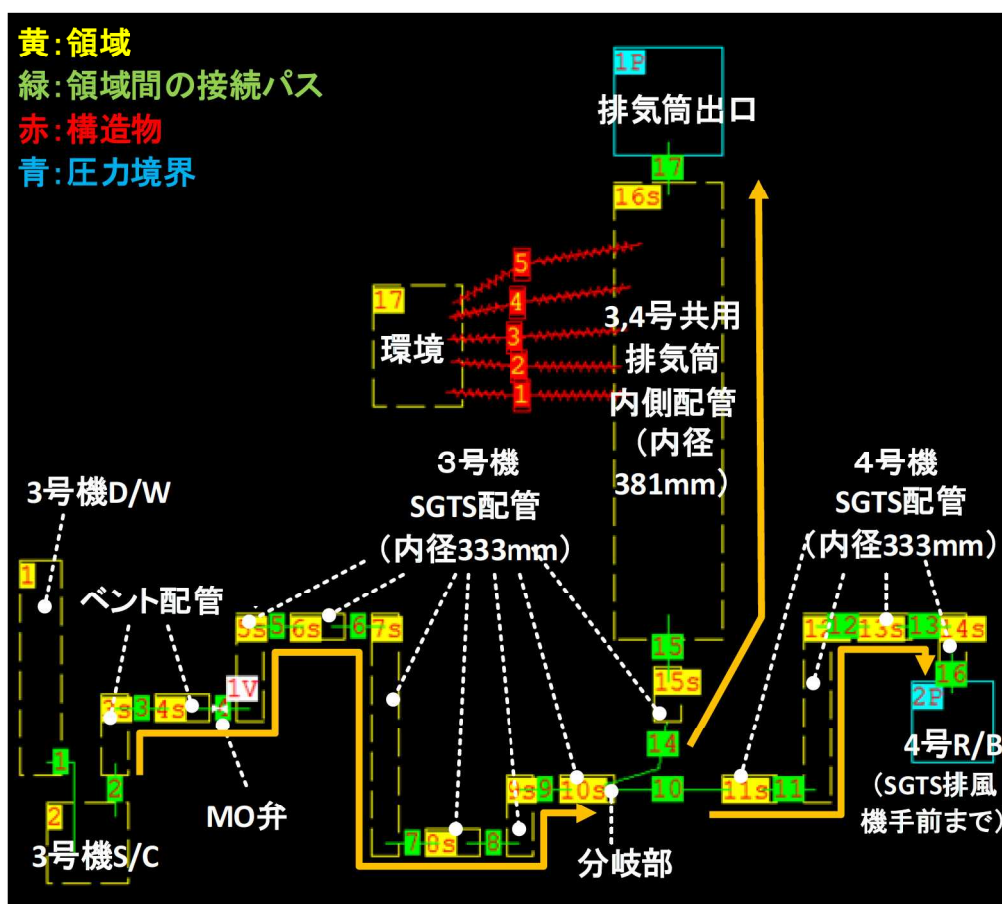 黄:領域
緑:領域間の接続パス
赤:構造物
青:圧力境界
1P
排気筒出口
17
16s
5
4
3
2
1
17
環境
3,4号共用
排気筒
内側配管
(内径
381mm)
3号機D/W
3号機
SGTS配管
(内径333mm)
4号機
SGTS配管
(内径333mm)
1
ベント配管
5s
5
6s
6
7s
15
12
13s
13
14s
15s
16
1V
3s
3
4s
2P
14
4号R/B
(SGTS排風
機手前まで)
1
2
2
9s
9
10s
10
11s
11
MO弁
7
8s
8
3号機S/C
分岐部